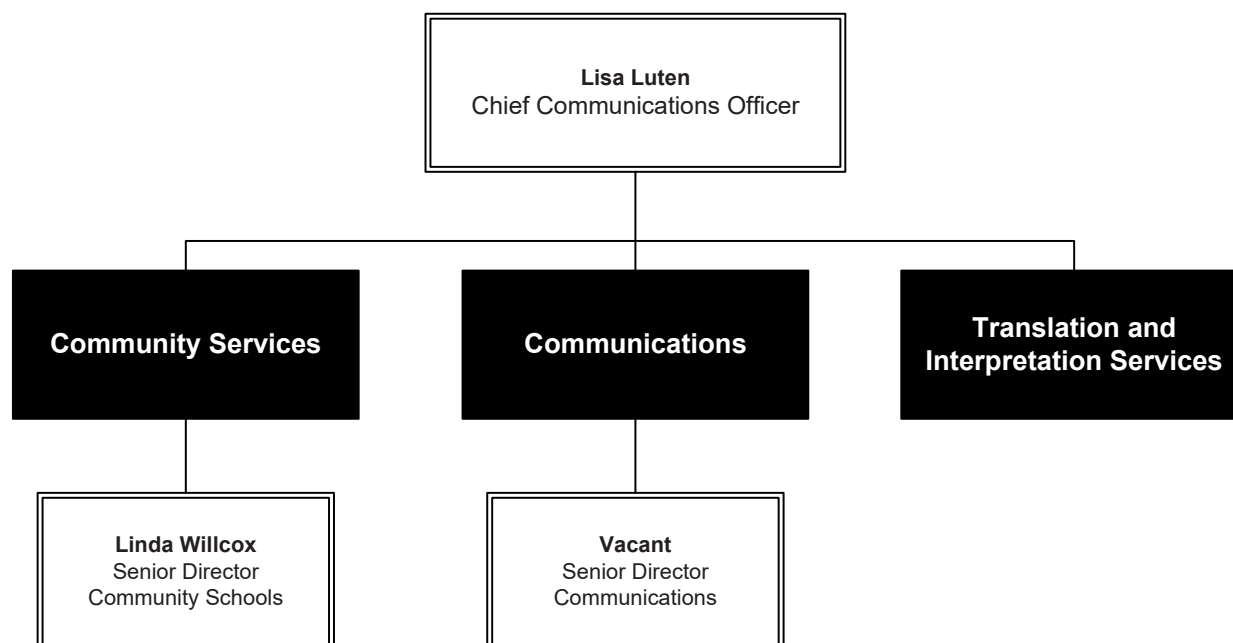 Lisa Luten
Chief Communications Officer
Community Services
Communications
Translation and
Interpretation Services
Linda Willcox
Senior Director
Community Schools
Vacant
Senior Director
Communications